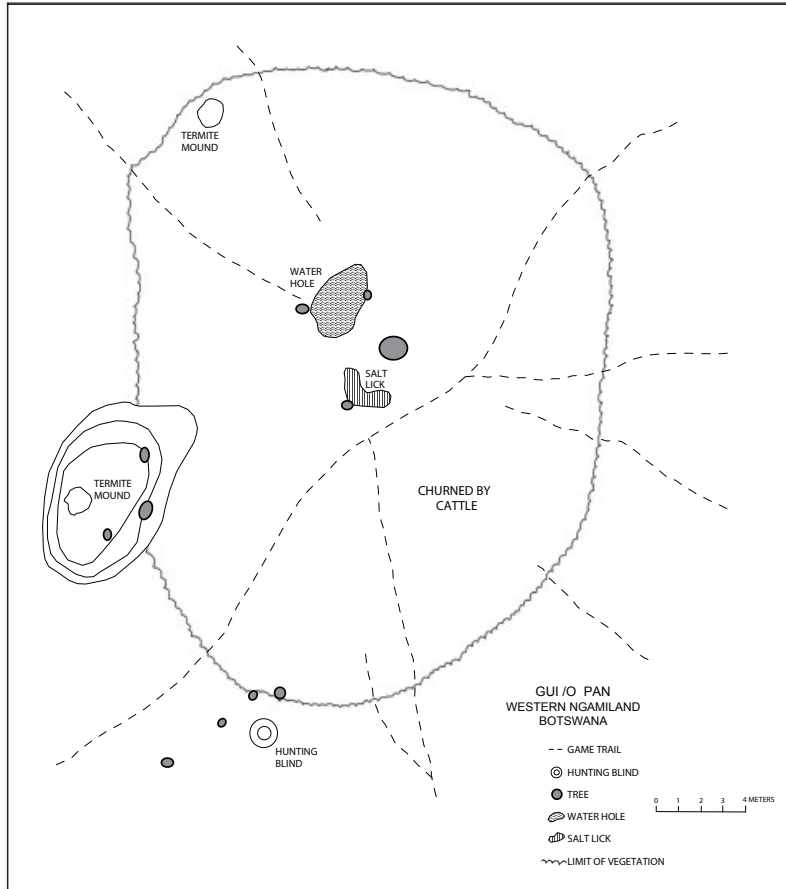 TERMITE
MOUND
WATER
HOLE
SALT
LICK
TERMITE
MOUND
CHURNED BY
CATTLE
HUNTING
BLIND
GUI /O PAN
WESTERN NGAMILAND
BOTSWANA
GAME TRAIL
HUNTING BLIND
TREE
WATER HOLE
SALT LICK
LIMIT OF VEGETATION
0 1 2 3 4 METERS